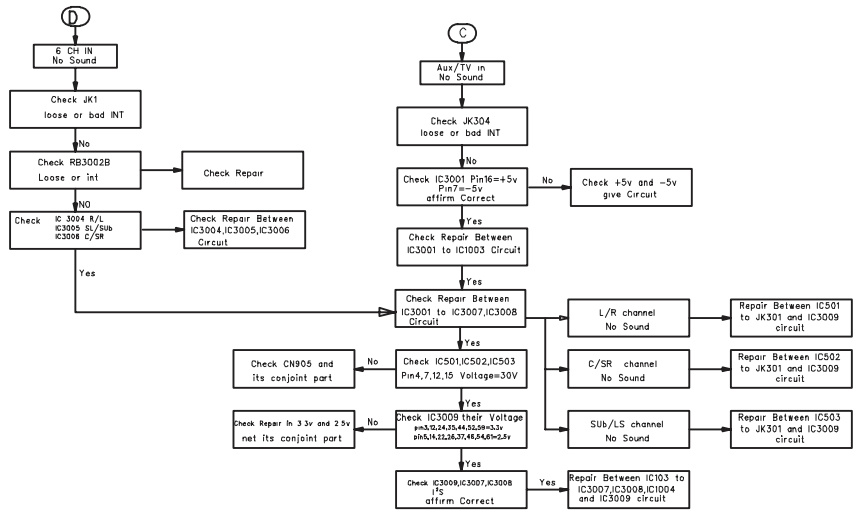 D
6 CH IN
No Sound
Check JK1
loose or bad INT
No
Check RB3002B
Loose or int
Check Repair
NO
Check
IC 3004 R/L
IC3005 SL/SUb
IC3006 C/SR
Check Repair Between
IC3004,IC3005,IC3006
Circuit
Yes
C
Aux/TV in
No Sound
Check JK304
loose or bad INT
No
Check IC3001 Pin16=+5v
Pin7=-5v
affirm Correct
No
Check +5v and -5v
give Circuit
Yes
Check Repair Between
IC3001 to IC1003 Circuit
Yes
Check Repair Between
IC3001 to IC3007,IC3008
Circuit
L/R channel
No Sound
Repair Between IC501
to JK301 and IC3009
circuit
Yes
Check CN905 and
its conjoint part
No
Check IC501,IC502,IC503
Pin4,7,12,15 Voltage=30V
C/SR channel
No Sound
Repair Between IC502
to JK301 and IC3009
circuit
Yes
Check Repair In 3 3v and 2 5v
net its conjoint part
No
Check IC3009 their Voltage
pin3,12,24,35,44,52,59=3.3v
pin5,14,22,26,37,46,54,61=2.5v
SUb/LS channel
No Sound
Repair Between IC503
to JK301 and IC3009
circuit
Yes
Check IC3009,IC3007,IC3008
I²S
affirm Correct
Yes
Repair Between IC103 to
IC3007,IC3008,IC1004
and IC3009 circuit